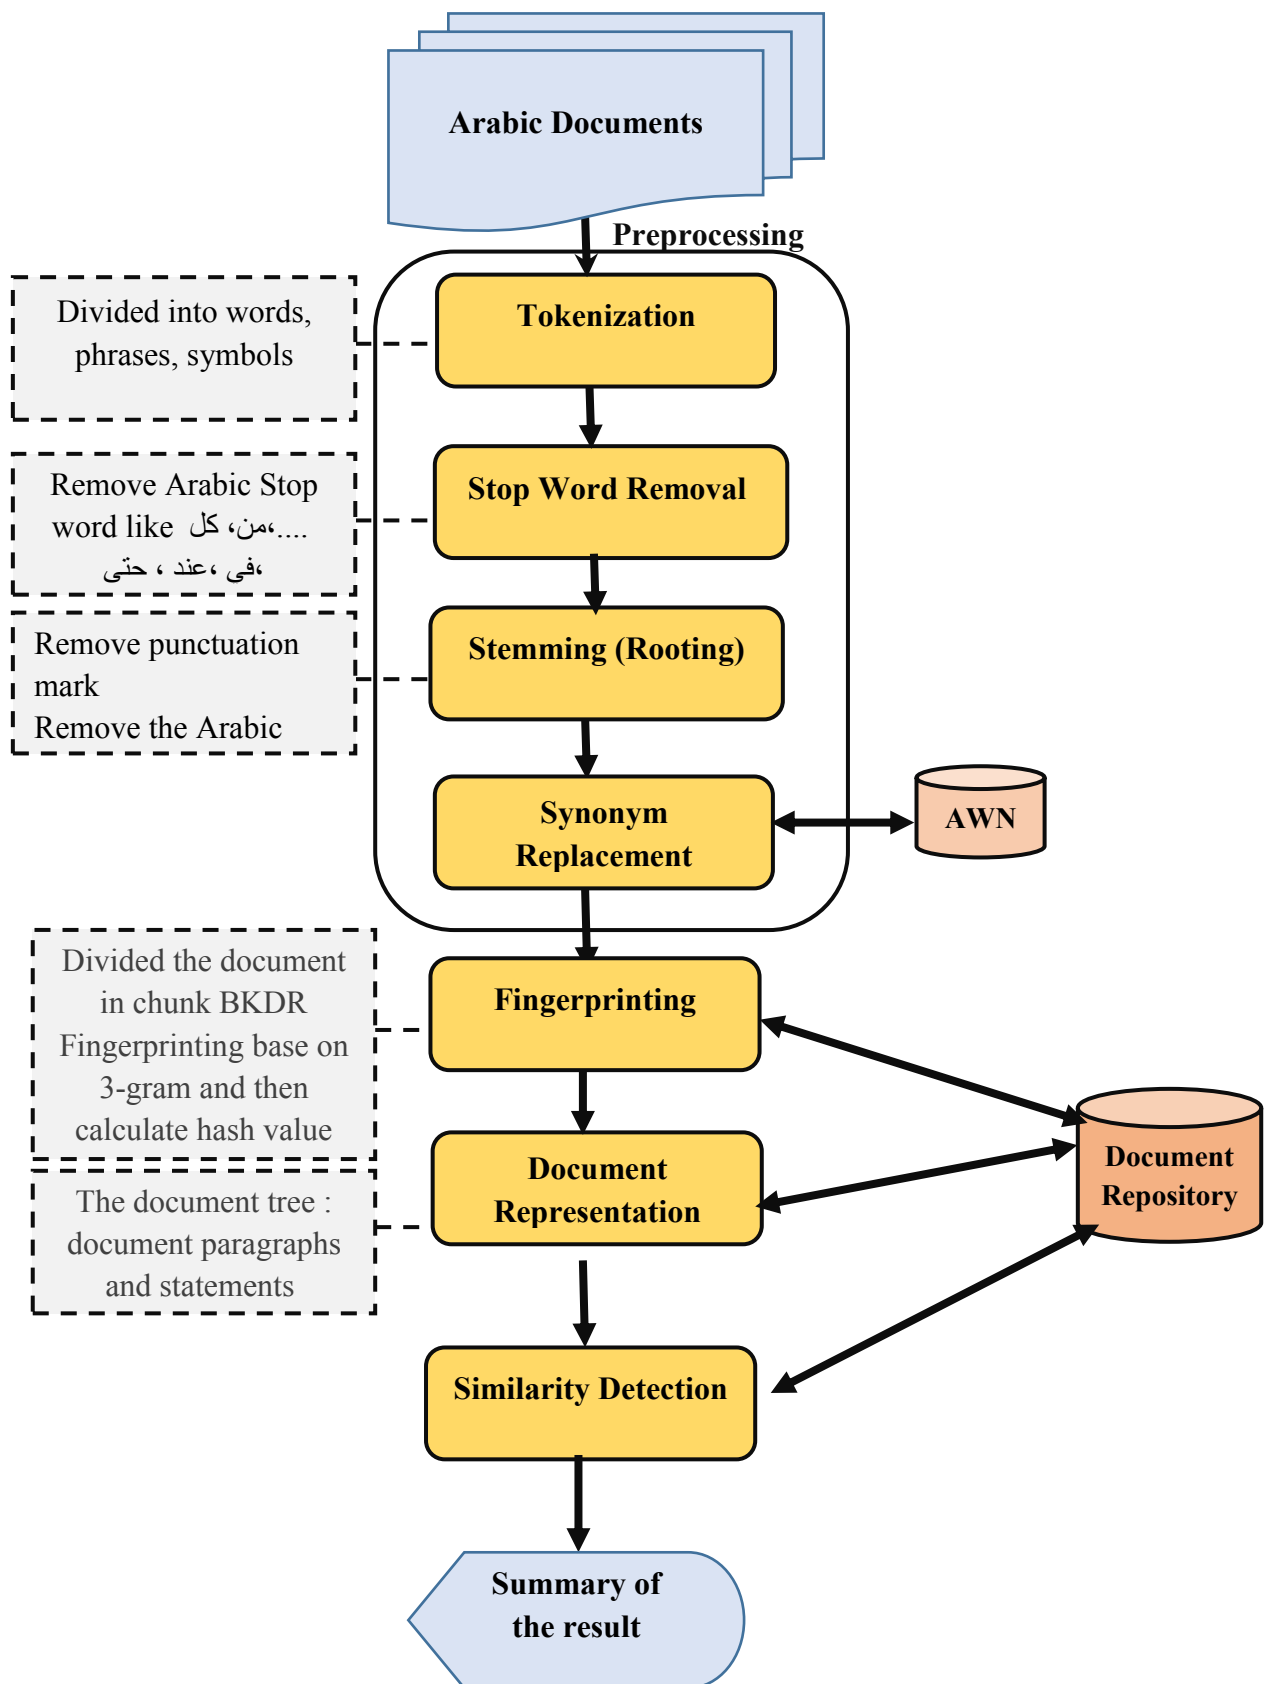 Arabic Documents
Preprocessing
Divided into words,
phrases, symbols
Tokenization
Remove Arabic Stop
word like من، كل،....
،في ،عند ، حتى
Stop Word Removal
Remove punctuation
mark
Remove the Arabic
Stemming (Rooting)
Synonym
Replacement
AWN
Divided the document
in chunk BKDR
Fingerprinting base on
3-gram and then
calculate hash value
Fingerprinting
The document tree :
document paragraphs
and statements
Document
Representation
Document
Repository
Similarity Detection
Summary of
the result